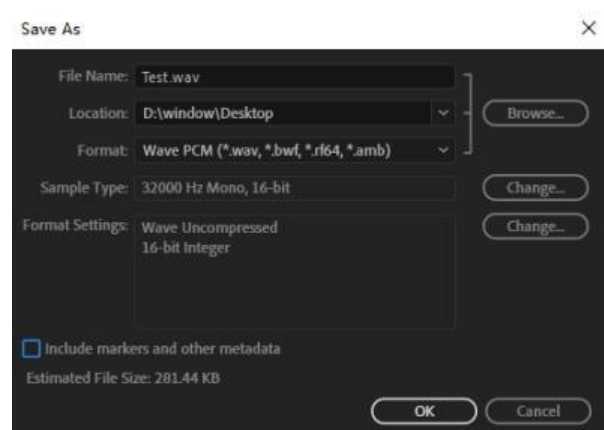 Save As
File Name: Test.wav
Location: D:\window\Desktop
Browse...
Format: Wave PCM (*.wav, *.bwf, *.rf64, *.amb)
Sample Type: 32000 Hz Mono, 16-bit
Change...
Format Settings: Wave Uncompressed
Change...
16-bit Integer
Include markers and other metadata
Estimated File Size: 281.44 KB
OK
Cancel